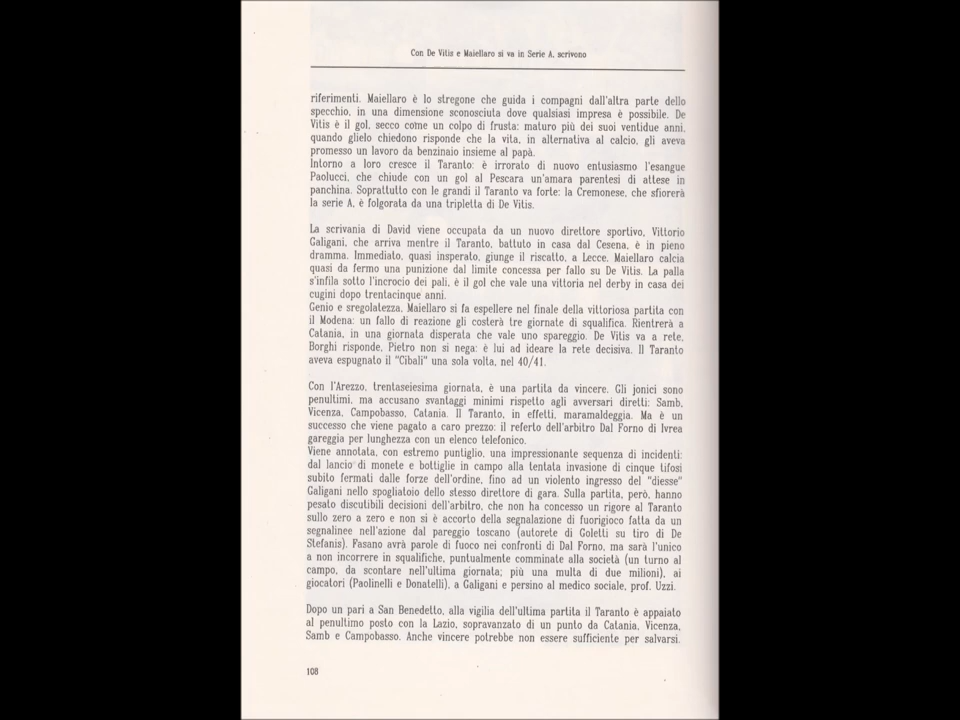 Con De Vitis e Maiellaro si va in Serie A, scrivono
riferimenti. Maiellaro è lo stregone che guida i compagni dall'altra parte dello
specchio, in una dimensione sconosciuta dove qualsiasi impresa è possibile. De
Vitis è il gol, secco come un colpo di frusta: maturo più dei suoi ventidue anni,
quando glielo chiedono risponde che la vita, in alternativa al calcio, gli aveva
promesso un lavoro da benzinaio insieme al papà.
Intorno a loro cresce il Taranto: è irrorato di nuovo entusiasmo l'esangue
Paolucci, che chiude con un gol al Pescara un'amara parentesi di attese in
panchina. Soprattutto con le grandi il Taranto va forte: la Cremonese, che sfiorerà
la serie A, è folgorata da una tripletta di De Vitis.
La scrivania di David viene occupata da un nuovo direttore sportivo, Vittorio
Galigani, che arriva mentre il Taranto, battuto in casa dal Cesena, è in pieno
dramma. Immediato, quasi insperato, giunge il riscatto, a Lecce. Maiellaro calcia
quasi da fermo una punizione dal limite concessa per fallo su De Vitis. La palla
s'infila sotto l'incrocio dei pali, è il gol che vale una vittoria nel derby in casa dei
cugini dopo trentacinque anni.
Genio e sregolatezza, Maiellaro si fa espellere nel finale della vittoriosa partita con
il Modena: un fallo di reazione gli costerà tre giornate di squalifica. Rientrerà a
Catania, in una giornata disperata che vale uno spareggio. De Vitis va a rete,
Borghi risponde, Pietro non si nega: è lui ad ideare la rete decisiva. Il Taranto
aveva espugnato il "Cibali" una sola volta, nel 40/41.
Con l'Arezzo, trentaseiesima giornata, è una partita da vincere. Gli jonici sono
penultimi, ma accusano svantaggi minimi rispetto agli avversari diretti: Samb,
Vicenza, Campobasso, Catania. Il Taranto, in effetti, maramaldeggia. Ma è un
successo che viene pagato a caro prezzo: il referto dell'arbitro Dal Forno di Ivrea
gareggia per lunghezza con un elenco telefonico.
Viene annotata, con estremo puntiglio, una impressionante sequenza di incidenti:
dal lancio di monete e bottiglie in campo alla tentata invasione di cinque tifosi
subito fermati dalle forze dell'ordine, fino ad un violento ingresso del "diesse"
Galigani nello spogliatoio dello stesso direttore di gara. Sulla partita, però, hanno
pesato discutibili decisioni dell'arbitro, che non ha concesso un rigore al Taranto
sullo zero a zero e non si è accorto della segnalazione di fuorigioco fatta da un
segnalinee nell'azione dal pareggio toscano (autorete di Goletti su tiro di De
Stefanis). Fasano avrà parole di fuoco nei confronti di Dal Forno, ma sarà l'unico
a non incorrere in squalifiche, puntualmente comminate alla società (un turno al
campo, da scontare nell'ultima giornata; più una multa di due milioni), ai
giocatori (Paolinelli e Donatelli), a Galigani e persino al medico sociale, prof. Uzzi.
Dopo un pari a San Benedetto, alla vigilia dell'ultima partita il Taranto è appaiato
al penultimo posto con la Lazio, sopravanzato di un punto da Catania, Vicenza,
Samb e Campobasso. Anche vincere potrebbe non essere sufficiente per salvarsi.
108